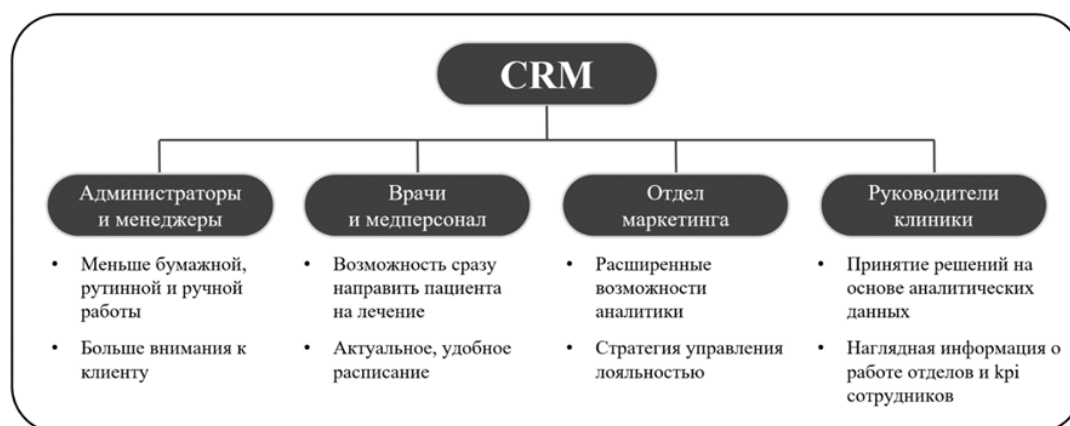 CRM
Администраторы
и менеджеры
• Меньше бумажной,
рутинной и ручной
работы
• Больше внимания к
клиенту
Врачи
и медперсонал
• Возможность сразу
направить пациента
на лечение
• Актуальное, удобное
расписание
Отдел
маркетинга
• Расширенные
возможности
аналитики
• Стратегия управления
лояльностью
Руководители
клиники
• Принятие решений на
основе аналитических
данных
• Наглядная информация о
работе отделов и kpi
сотрудников